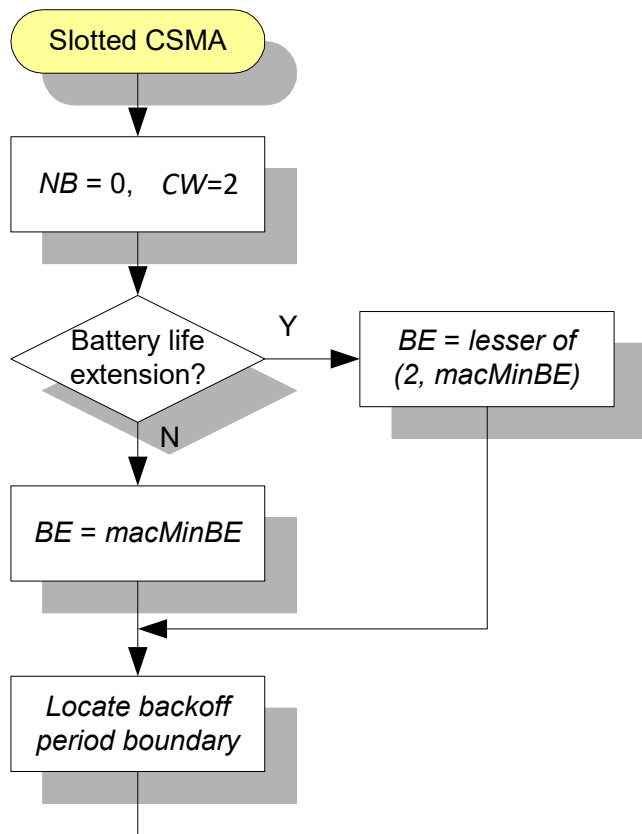 Slotted CSMA
NB = 0, CW=2
Battery life
extension?
Y
BE = lesser of
(2, macMinBE)
N
BE = macMinBE
Locate backoff
period boundary